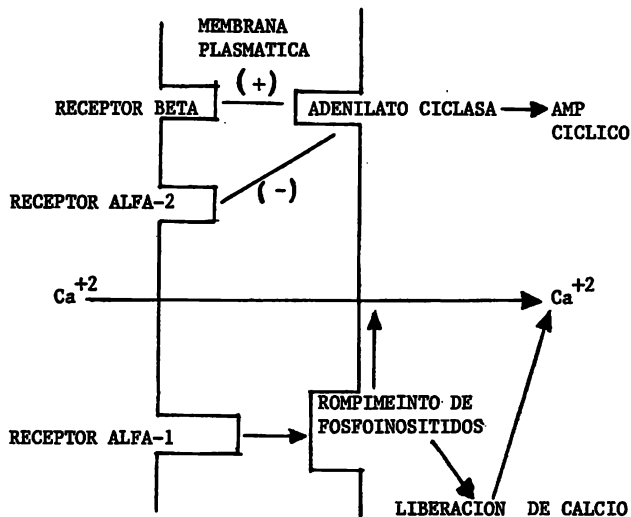 MEMBRANA
PLASMATICA
(+)
RECEPTOR BETA
ADENILATO CICLASA
AMP
CICLICO
RECEPTOR ALFA-2
(-)
Ca+2
Ca+2
ROMPIMEINTO DE
FOSFOINOSITIDOS
RECEPTOR ALFA-1
LIBERACION DE CALCIO